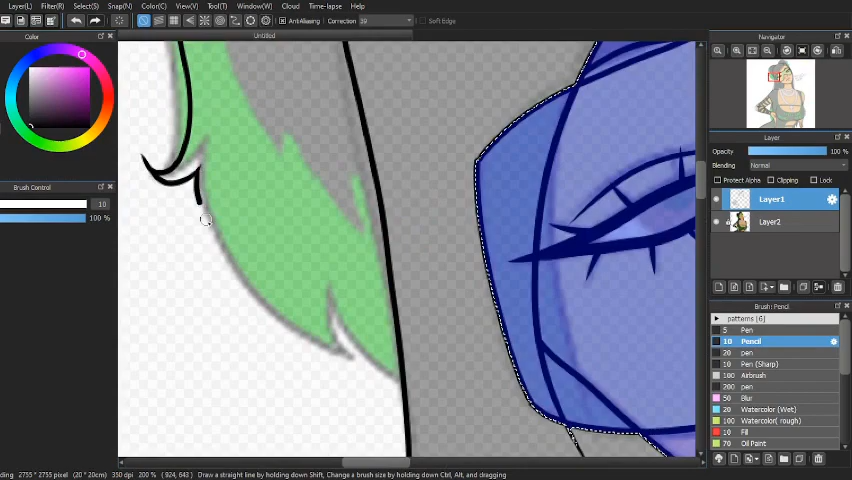 Layer(L) Filter(R) Select(S) Snap(N) Color(C) View(V) Tool(T) Window(W) Cloud Time-lapse Help
AntiAliasing Correction 39 Soft Edge
Untitled
Color
Brush Control
10
100 %
Navigator
Layer
Opacity 100 %
Blending Normal
Protect Alpha Clipping Lock
Layer1
Layer2
Brush: Pencil
patterns (6)
5 Pen
10 Pencil
20 pen
10 Pen (Sharp)
100 Airbrush
200 pen
50 Blur
20 Watercolor (Wet)
100 Watercolor( rough)
10 Fill
70 Oil Paint
2755 * 2755 pixel (20 * 20cm) 350 dpi 200 % ( 924, 643 ) Draw a straight line by holding down Shift, Change a brush size by holding down Ctrl, Alt, and dragging